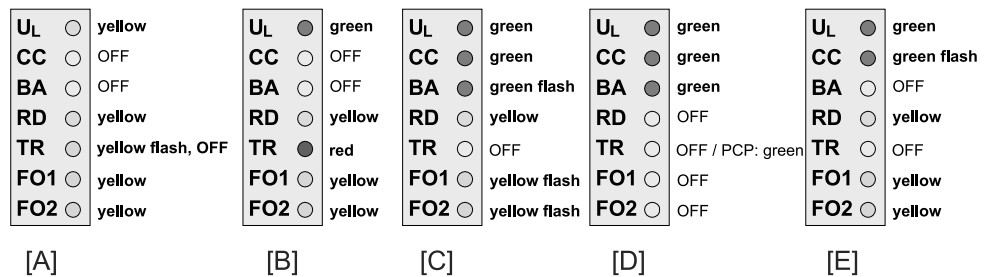 UL yellow UL green UL green UL green UL green
CC OFF CC OFF CC green CC green CC green flash
BA OFF BA OFF BA green flash BA green BA OFF
RD yellow RD yellow RD yellow RD OFF RD yellow
TR yellow flash, OFF TR red TR OFF TR OFF / PCP: green TR OFF
FO1 yellow FO1 yellow FO1 yellow flash FO1 OFF FO1 yellow
FO2 yellow FO2 yellow FO2 yellow flash FO2 OFF FO2 yellow
[A] [B] [C] [D] [E]